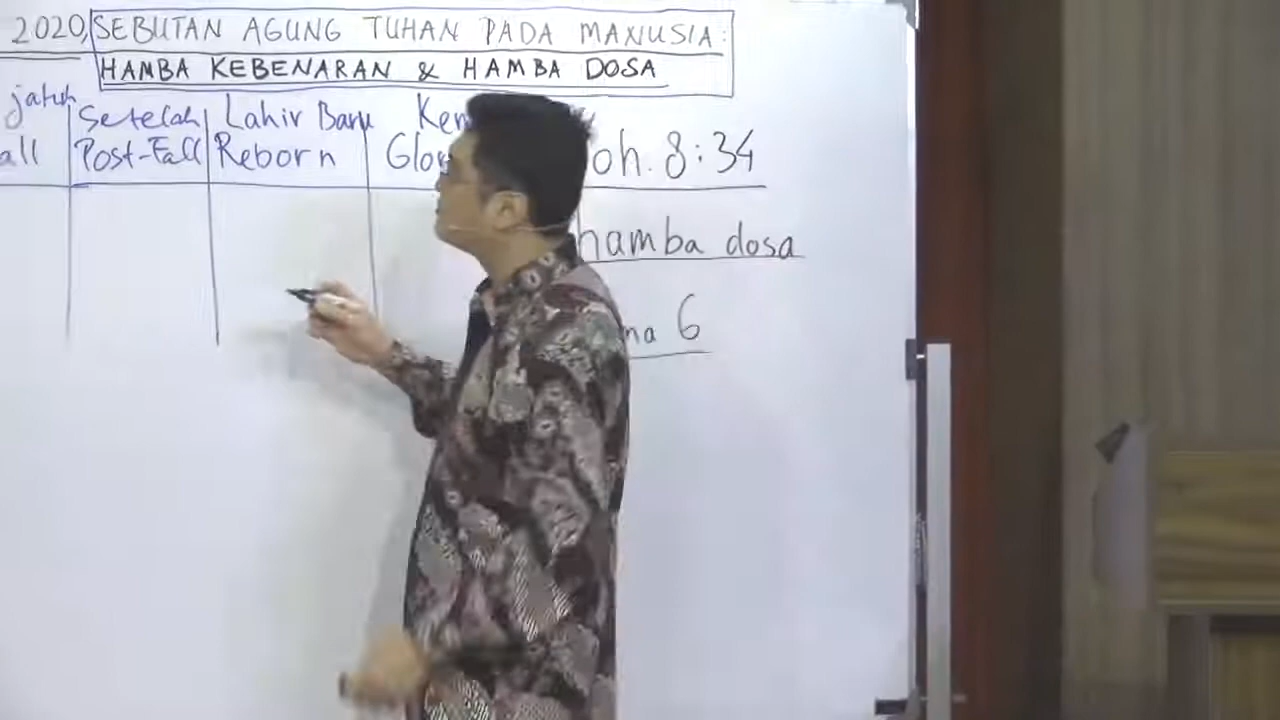 2020, SEBUTAN AGUNG TUHAN PADA MANUSIA:
HAMBA KEBENARAN & HAMBA DOSA
jatuh Setelah Lahir Baru
Post-Fall Reborn oh. 8:34
hamba dosa
6